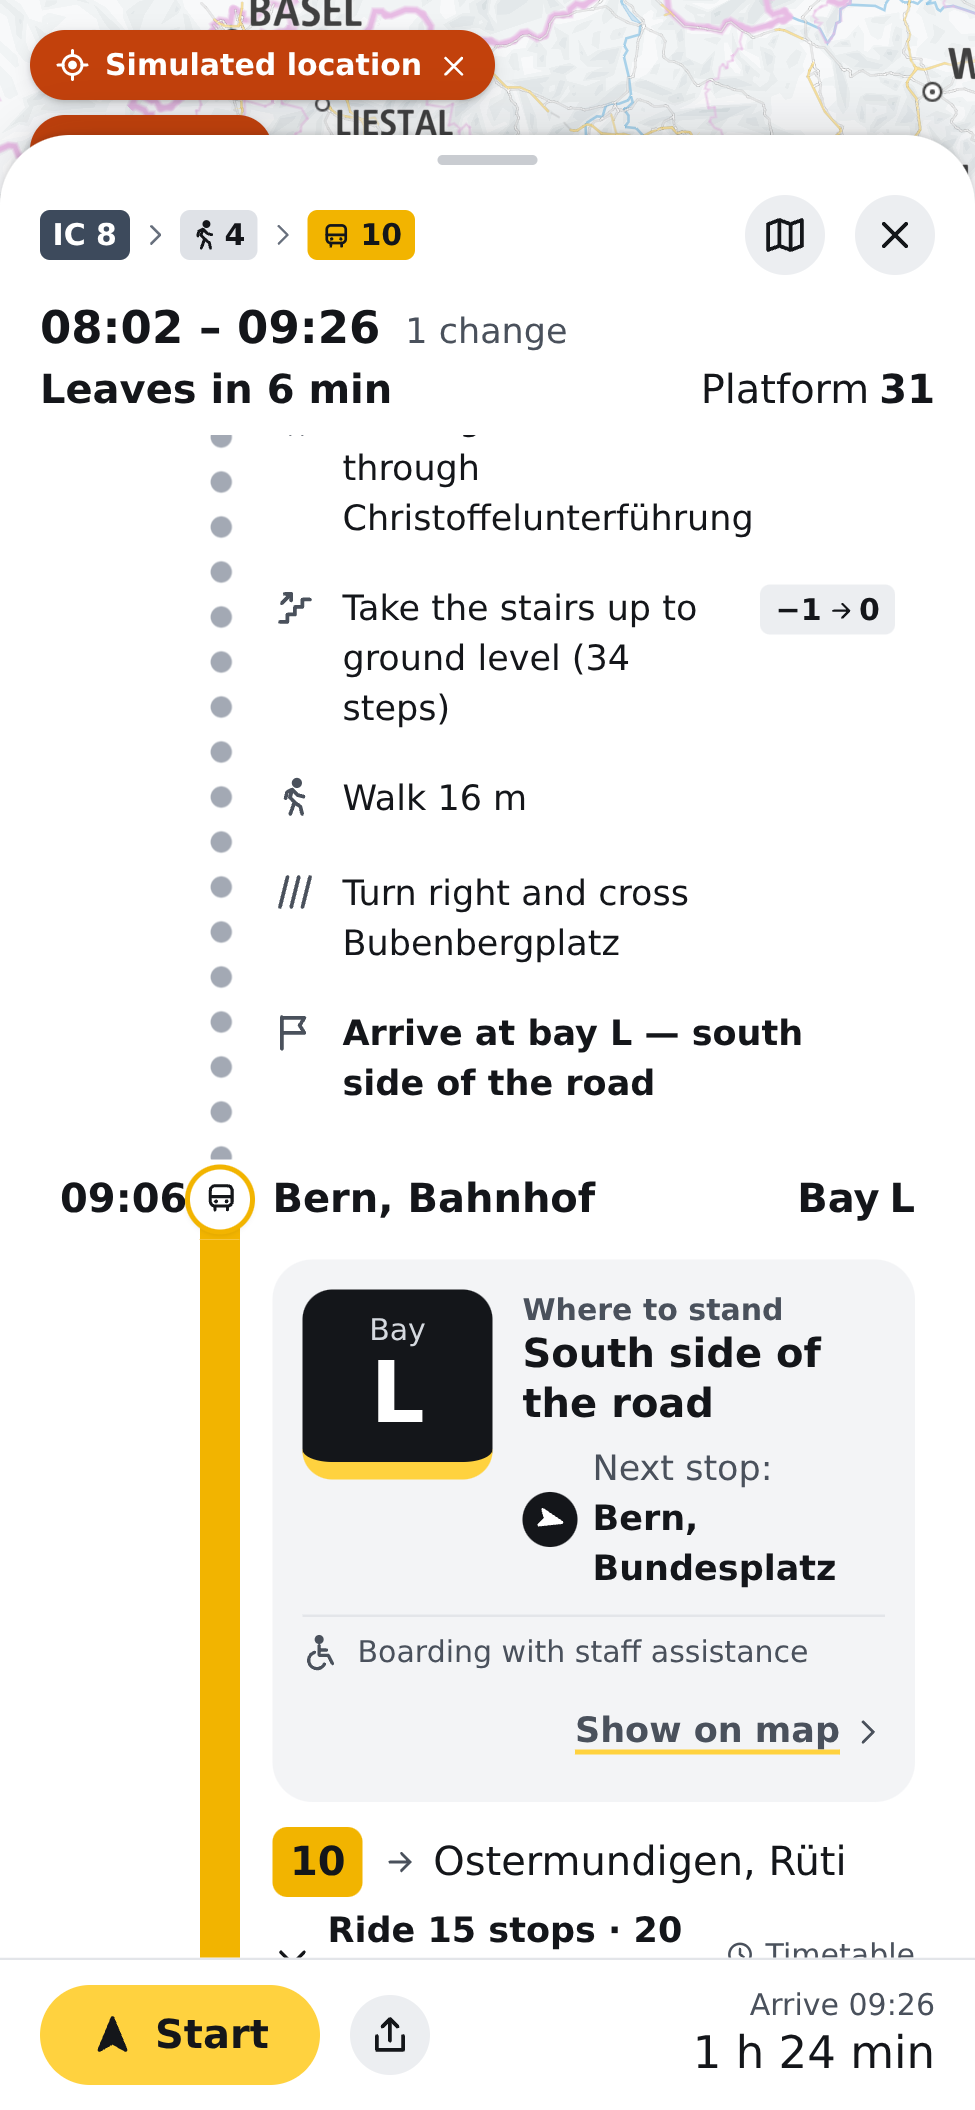 BASEL
Simulated location
W
LIESTAL
IC 8 > 4 > 10
08:02 – 09:26 1 change
Leaves in 6 min Platform 31
through
Christoffelunterführung
Take the stairs up to −1 → 0
ground level (34
steps)
Walk 16 m
Turn right and cross
Bubenbergplatz
Arrive at bay L — south
side of the road
09:06 Bern, Bahnhof Bay L
Bay
L
Where to stand
South side of
the road
Next stop:
Bern,
Bundesplatz
Boarding with staff assistance
Show on map
10 → Ostermundigen, Rüti
Ride 15 stops · 20
Timetable
Start
Arrive 09:26
1 h 24 min